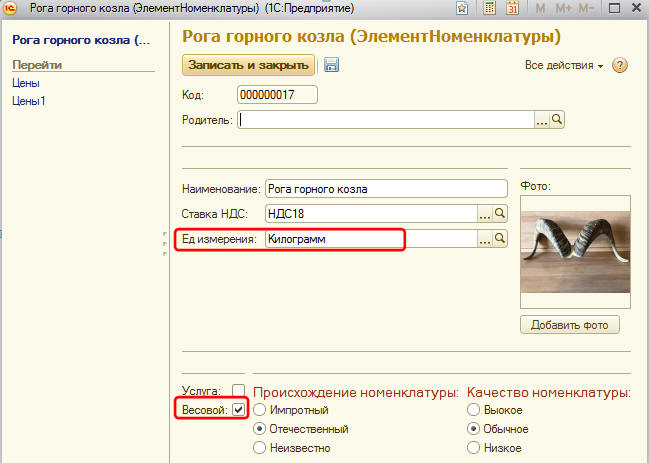 Рога горного козла (ЭлементНоменклатуры) (1С:Предприятие)
M M+ M-
Рога горного козла (...
Перейти
Цены
Цены1
Рога горного козла (ЭлементНоменклатуры)
Записать и закрыть
Все действия
?
Код: 000000017
Родитель: ...
Наименование: Рога горного козла
Фото:
Ставка НДС: НДС18 ...
Ед измерения: Килограмм ...
Добавить фото
Услуга: Происхождение номенклатуры: Качество номенклатуры:
Весовой: Импротный Выокое
Отечественный Обычное
Неизвестно Низкое